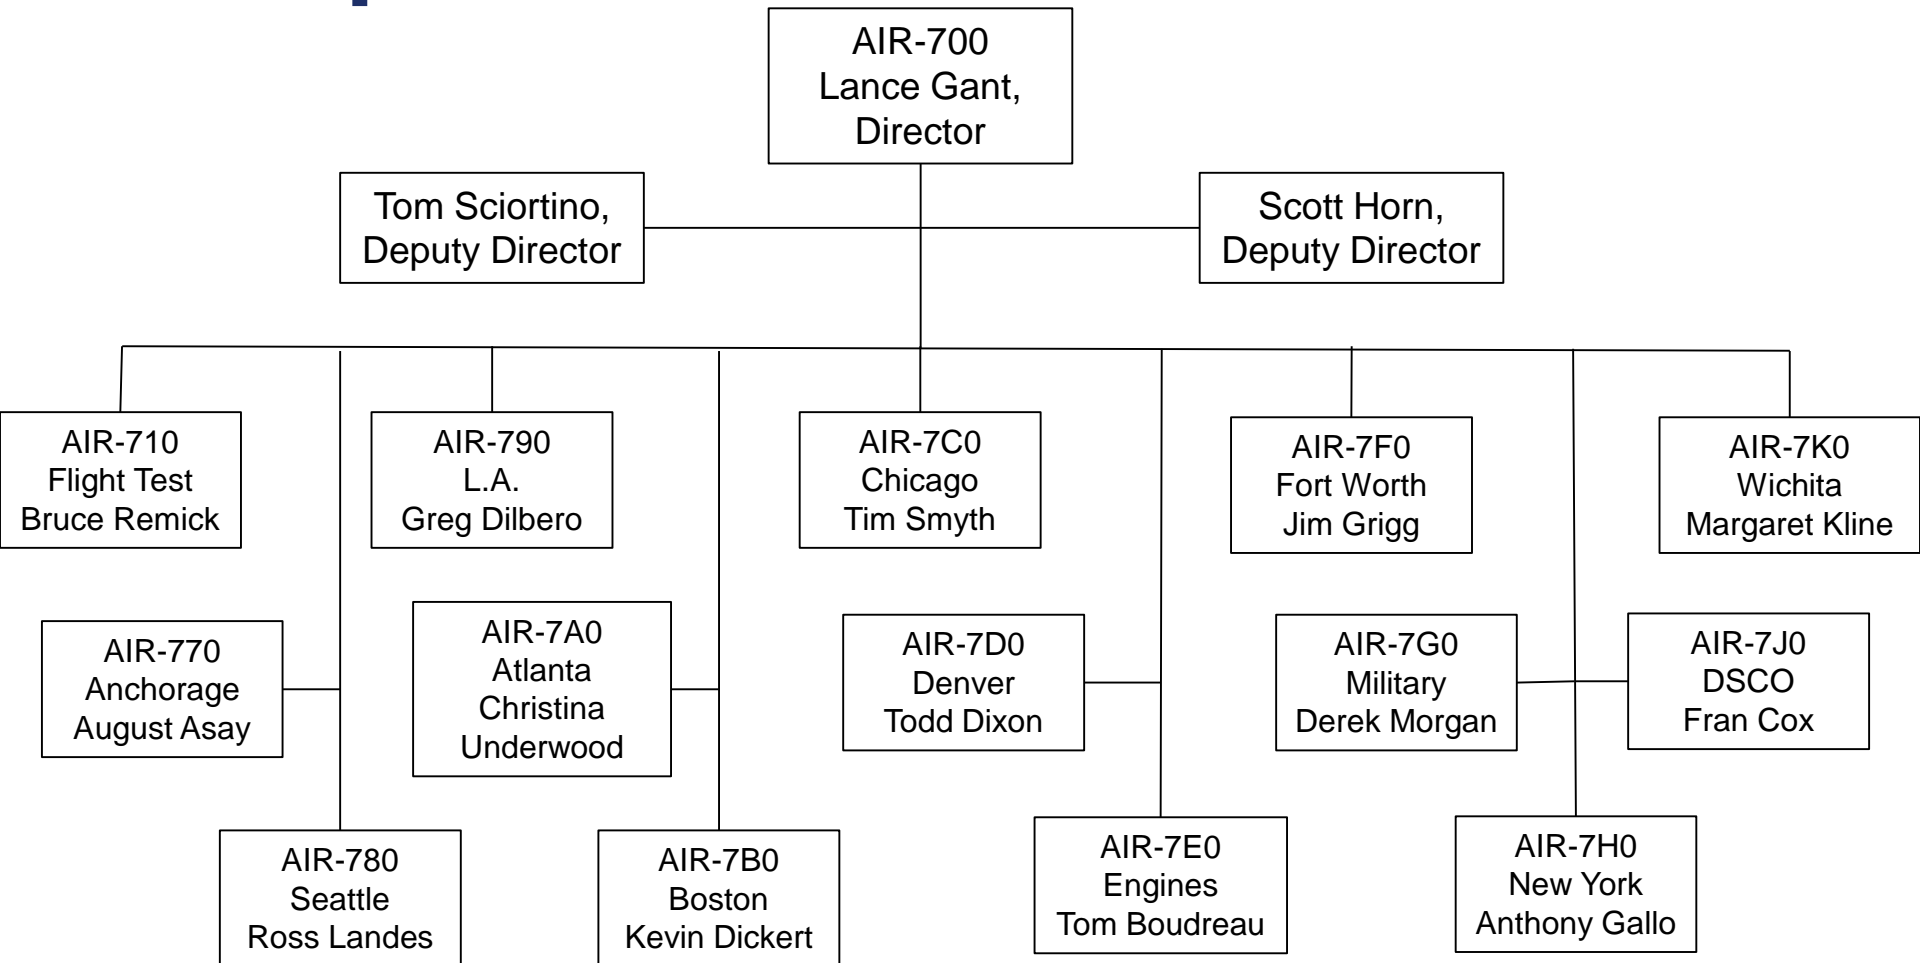 AIR-700
Lance Gant,
Director
Tom Sciortino,
Deputy Director
Scott Horn,
Deputy Director
AIR-710
Flight Test
Bruce Remick
AIR-790
L.A.
Greg Dilbero
AIR-7C0
Chicago
Tim Smyth
AIR-7F0
Fort Worth
Jim Grigg
AIR-7K0
Wichita
Margaret Kline
AIR-770
Anchorage
August Asay
AIR-7A0
Atlanta
Christina
Underwood
AIR-7D0
Denver
Todd Dixon
AIR-7G0
Military
Derek Morgan
AIR-7J0
DSCO
Fran Cox
AIR-780
Seattle
Ross Landes
AIR-7B0
Boston
Kevin Dickert
AIR-7E0
Engines
Tom Boudreau
AIR-7H0
New York
Anthony Gallo